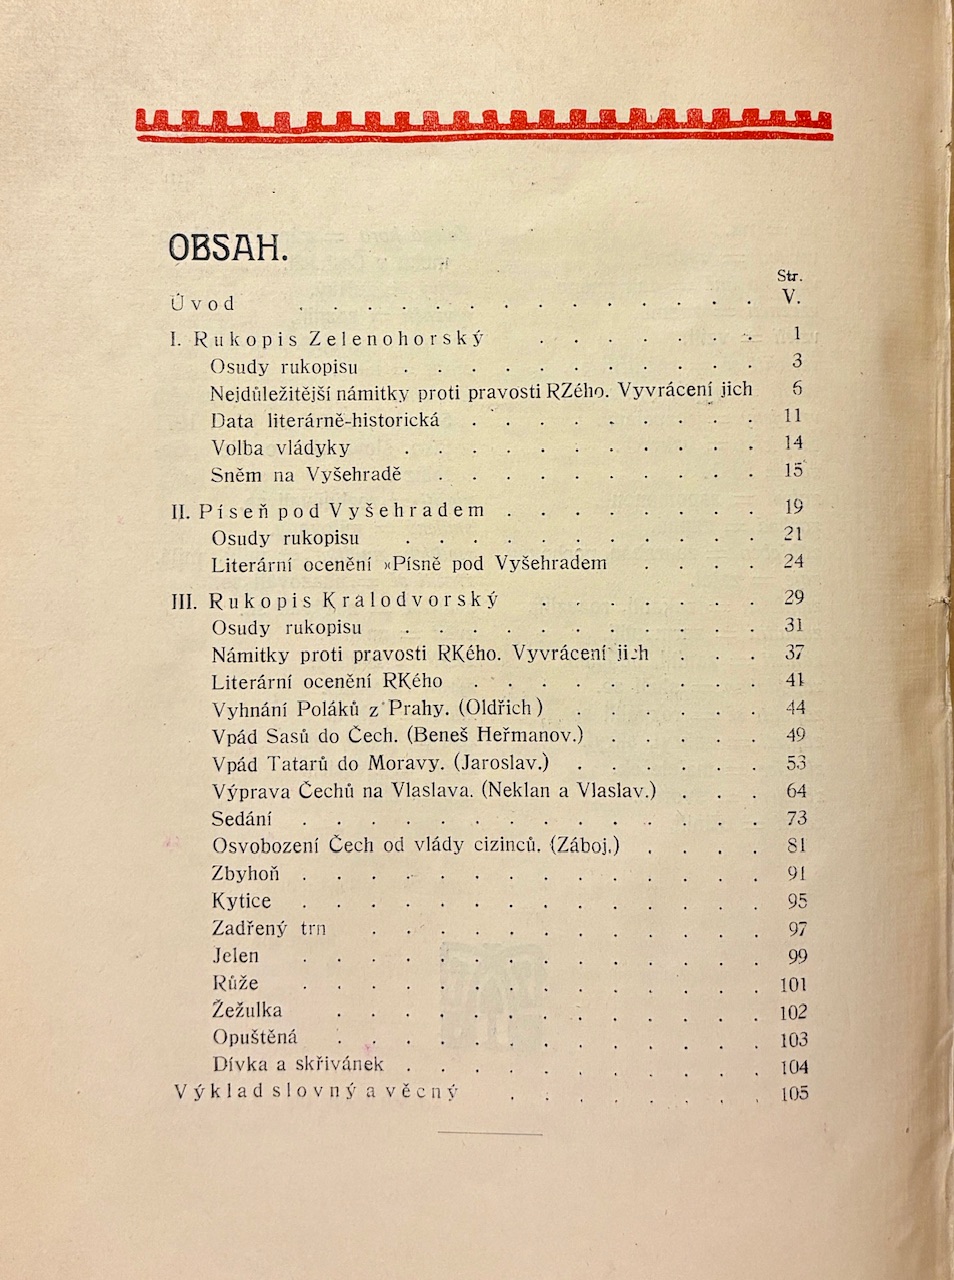 OBSAH.
Str.
Úvod . . . . . . . . . . . . . . V.
I. Rukopis Zelenohorský . . . . . . . 1
Osudy rukopisu . . . . . . . . . . . 3
Nejdůležitější námitky proti pravosti RZého. Vyvrácení jich 6
Data literárně-historická . . . . . . . . . 11
Volba vládyky . . . . . . . . . . . 14
Sněm na Vyšehradě . . . . . . . . . . 15
II. Píseň pod Vyšehradem . . . . . . . . 19
Osudy rukopisu . . . . . . . . . . . 21
Literární ocenění »Písně pod Vyšehradem . . . . 24
III. Rukopis Kralodvorský . . . . . . . 29
Osudy rukopisu . . . . . . . . . . . 31
Námitky proti pravosti RKého. Vyvrácení jich . . . 37
Literární ocenění RKého . . . . . . . . . 41
Vyhnání Poláků z Prahy. (Oldřich) . . . . . . 44
Vpád Sasů do Čech. (Beneš Heřmanov.) . . . . . 49
Vpád Tatarů do Moravy. (Jaroslav.) . . . . . . 53
Výprava Čechů na Vlaslava. (Neklan a Vlaslav.) . . . 64
Sedání . . . . . . . . . . . . . . 73
Osvobození Čech od vlády cizinců. (Záboj.) . . . . 81
Zbyhoň . . . . . . . . . . . . . . 91
Kytice . . . . . . . . . . . . . . 95
Zadřený trn . . . . . . . . . . . . 97
Jelen . . . . . . . . . . . . . . 99
Růže . . . . . . . . . . . . . . 101
Žežulka . . . . . . . . . . . . . 102
Opuštěná . . . . . . . . . . . . . 103
Dívka a skřivánek . . . . . . . . . . . 104
Výklad slovný a věcný . . . . . . . . 105